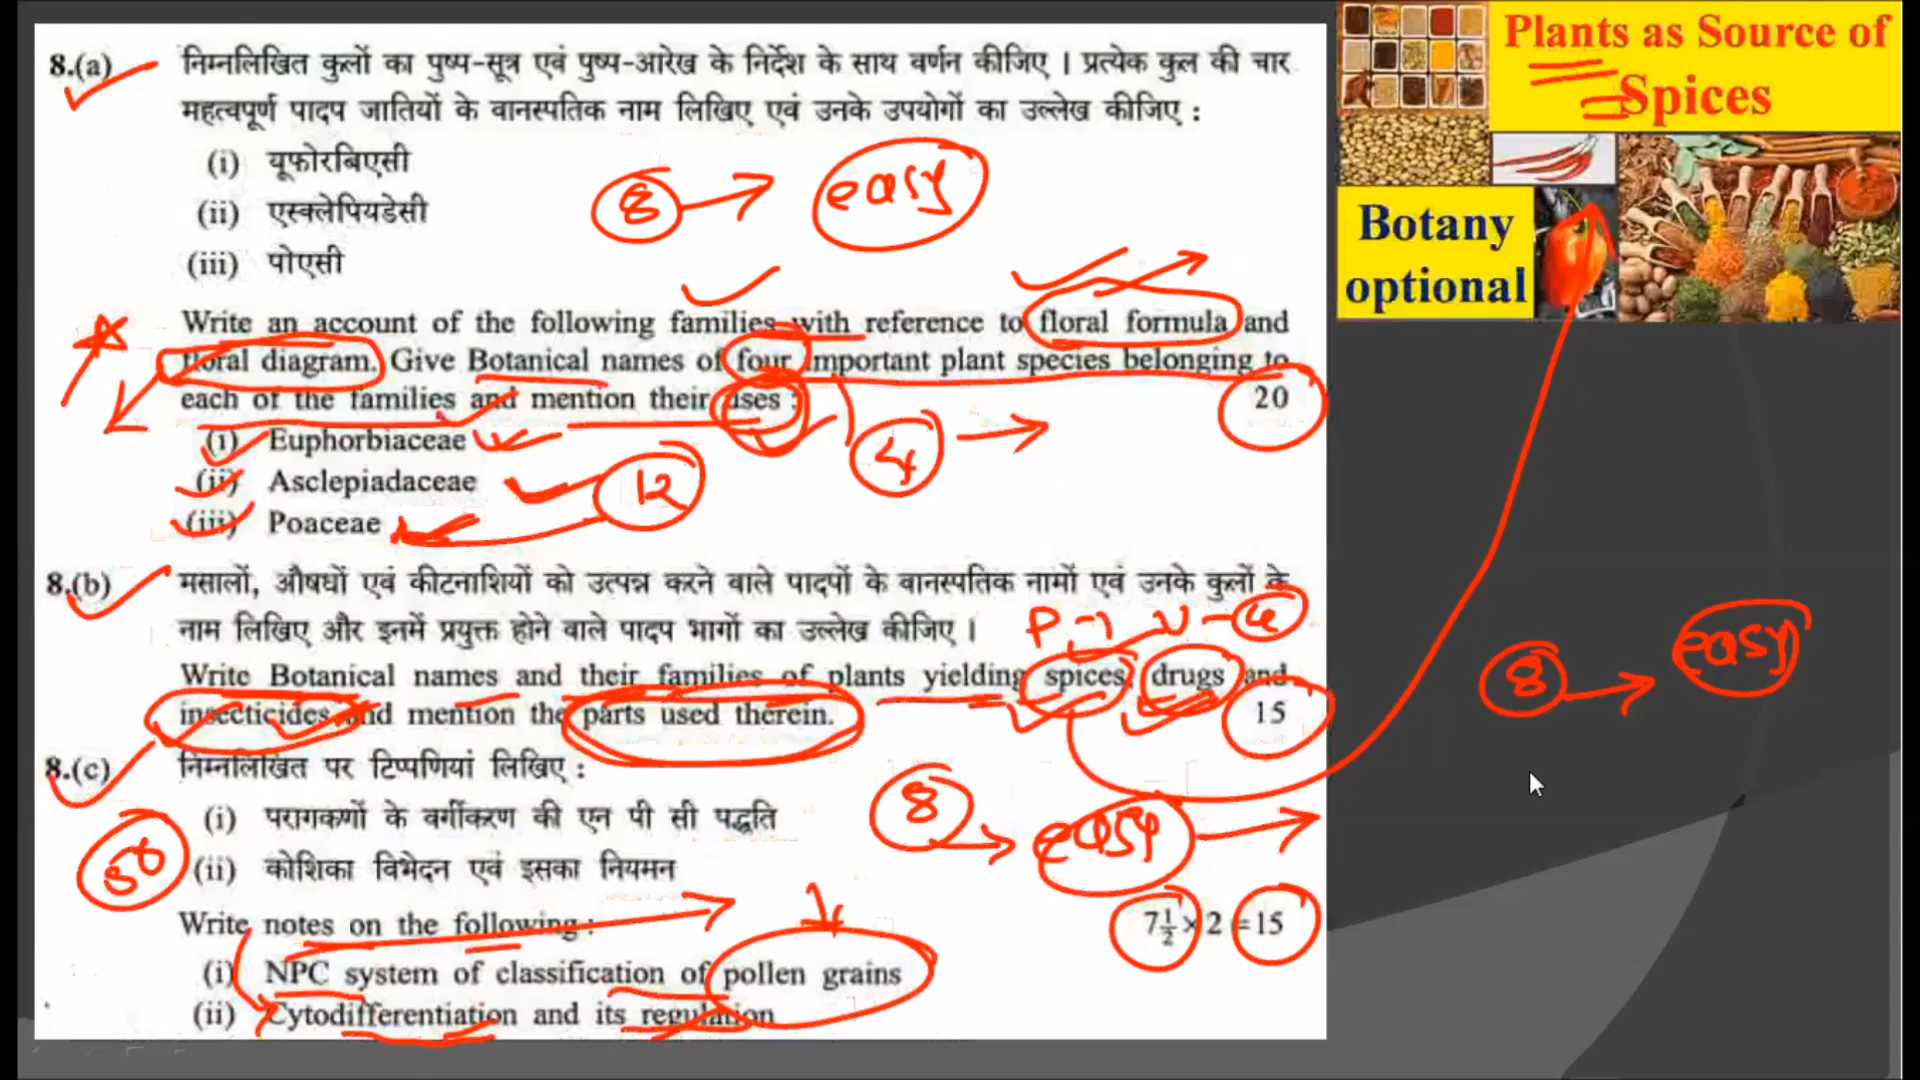 8.(a) निम्नलिखित कुलों का पुष्प-सूत्र एवं पुष्प-आरेख के निर्देश के साथ वर्णन कीजिए । प्रत्येक कुल की चार
महत्वपूर्ण पादप जातियों के वानस्पतिक नाम लिखिए एवं उनके उपयोगों का उल्लेख कीजिए :
(i) यूफोरबिएसी
(ii) एस्क्लेपियडेसी
(iii) पोएसी
8 easy
Write an account of the following families with reference to floral formula and
floral diagram. Give Botanical names of four important plant species belonging to
each of the families and mention their uses : 20
(i) Euphorbiaceae
(ii) Asclepiadaceae
(iii) Poaceae
12
4
8.(b) मसालों, औषधों एवं कीटनाशियों को उत्पन्न करने वाले पादपों के वानस्पतिक नामों एवं उनके कुलों के
नाम लिखिए और इनमें प्रयुक्त होने वाले पादप भागों का उल्लेख कीजिए ।
Write Botanical names and their families of plants yielding spices, drugs and
insecticides and mention the parts used therein. 15
8.(c) निम्नलिखित पर टिप्पणियां लिखिए :
(i) परागकणों के वर्गीकरण की एन पी सी पद्धति
(ii) कोशिका विभेदन एवं इसका नियमन
8 easy
50
Write notes on the following : 7½×2 =15
(i) NPC system of classification of pollen grains
(ii) Cytodifferentiation and its regulation
Plants as Source of
Spices
Botany
optional
8 easy